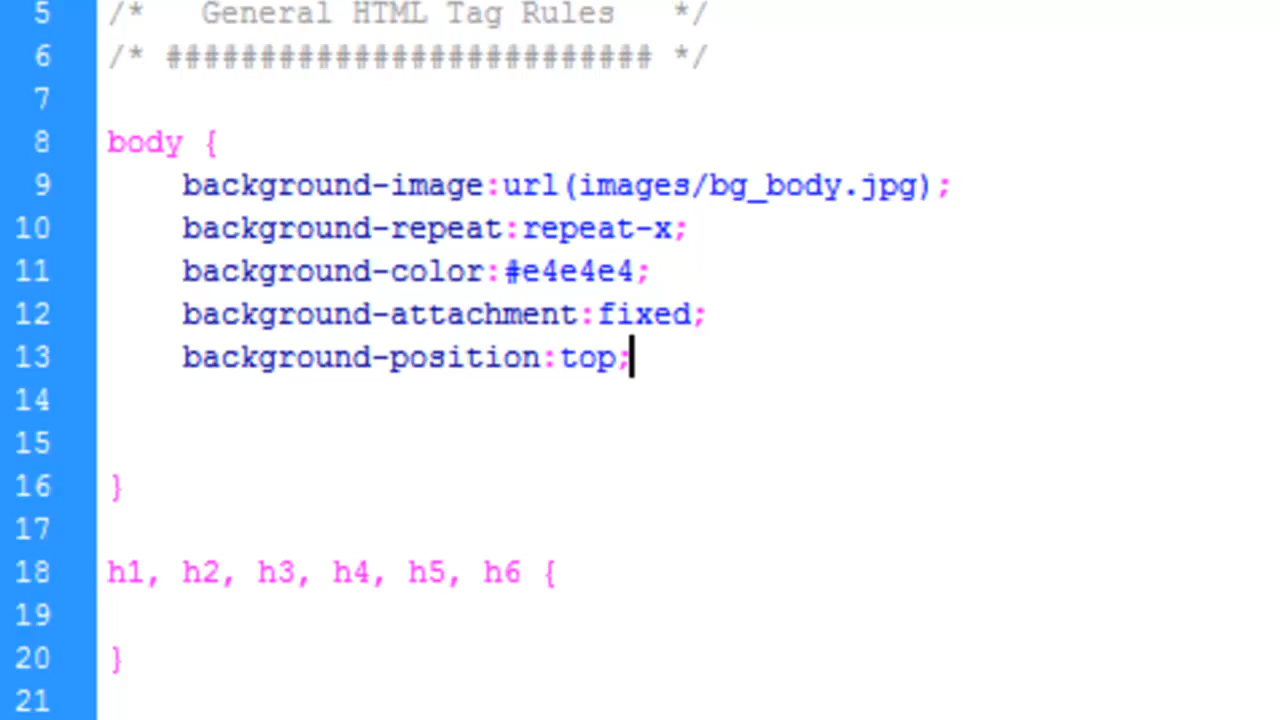 5 /*   General HTML Tag Rules   */
6 /* ########################## */
7
8 body {
9     background-image:url(images/bg_body.jpg);
10     background-repeat:repeat-x;
11     background-color:#e4e4e4;
12     background-attachment:fixed;
13     background-position:top;
14
15
16 }
17
18 h1, h2, h3, h4, h5, h6 {
19
20 }
21